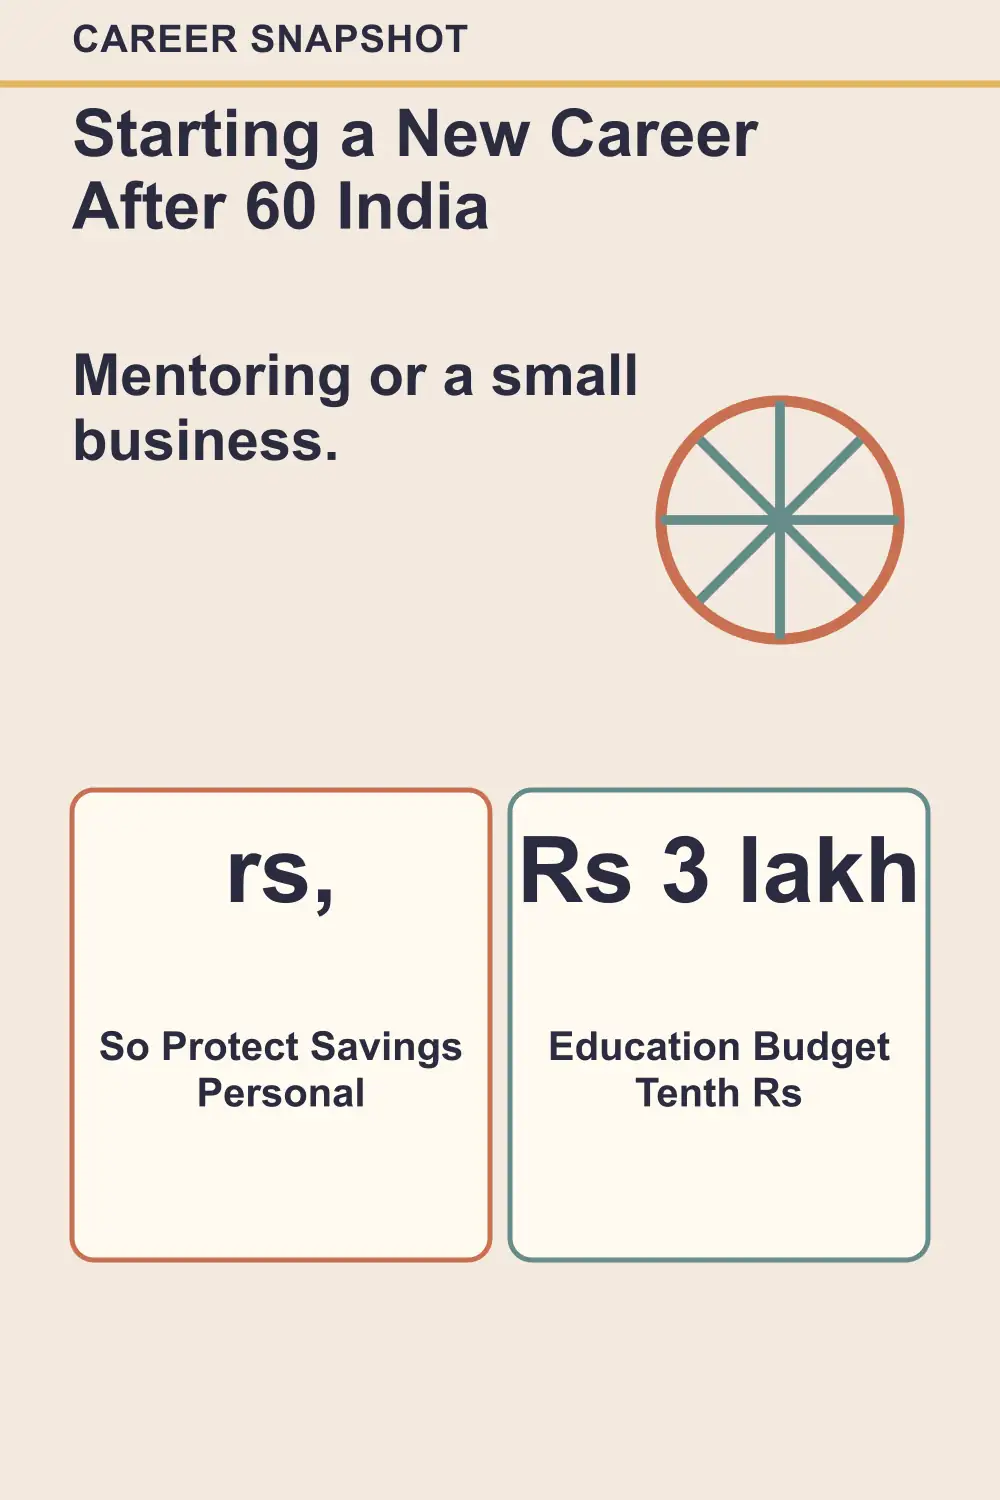 CAREER SNAPSHOT
Starting a New Career
After 60 India
Mentoring or a small
business.
rs,
So Protect Savings
Personal
Rs 3 lakh
Education Budget
Tenth Rs